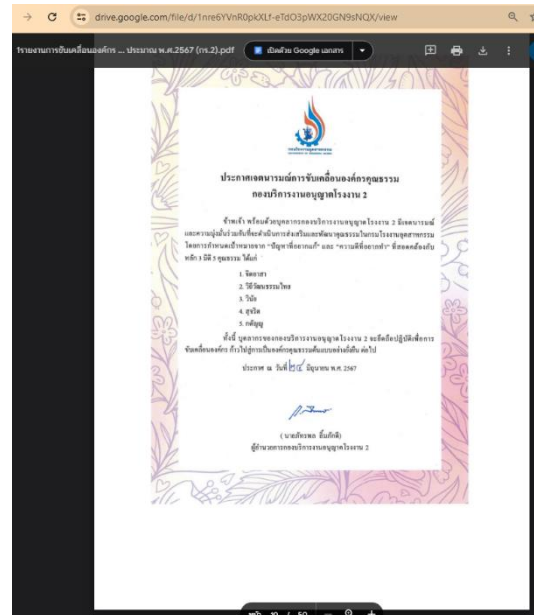 drive.google.com/file/d/1nre6YVnR0pkXLf-eTdO3pWX20GN9sNQX/view
1รายงานการขับเคลื่อนองค์กร ... ประมาณ พ.ศ.2567 (กร.2).pdf
เปิดด้วย Google เอกสาร
กรมโรงงานอุตสาหกรรม
ประกาศเจตนารมณ์การขับเคลื่อนองค์กรคุณธรรม
กองบริการงานอนุญาตโรงงาน 2
ข้าพเจ้า พร้อมด้วยบุคลากรกองบริการงานอนุญาตโรงงาน 2 มีเจตนารมณ์
และความมุ่งมั่นร่วมกันที่จะดำเนินการส่งเสริมและพัฒนาคุณธรรมในกรมโรงงานอุตสาหกรรม
โดยการกำหนดเป้าหมายจาก “ปัญหาที่อยากแก้” และ “ความดีที่อยากทำ” ที่สอดคล้องกับ
หลัก 3 มิติ 5 คุณธรรม ได้แก่
1. จิตอาสา
2. วิถีวัฒนธรรมไทย
3. วินัย
4. สุจริต
5. กตัญญู
ทั้งนี้ บุคลากรของกองบริการงานอนุญาตโรงงาน 2 จะยึดถือปฏิบัติเพื่อการ
ขับเคลื่อนองค์กร ก้าวไปสู่การเป็นองค์กรคุณธรรมต้นแบบอย่างยั่งยืน ต่อไป
ประกาศ ณ วันที่ ๒๔ มิถุนายน พ.ศ. 2567
ผู้อำนวยการกองบริการงานอนุญาตโรงงาน 2
หน้า 10 / 50